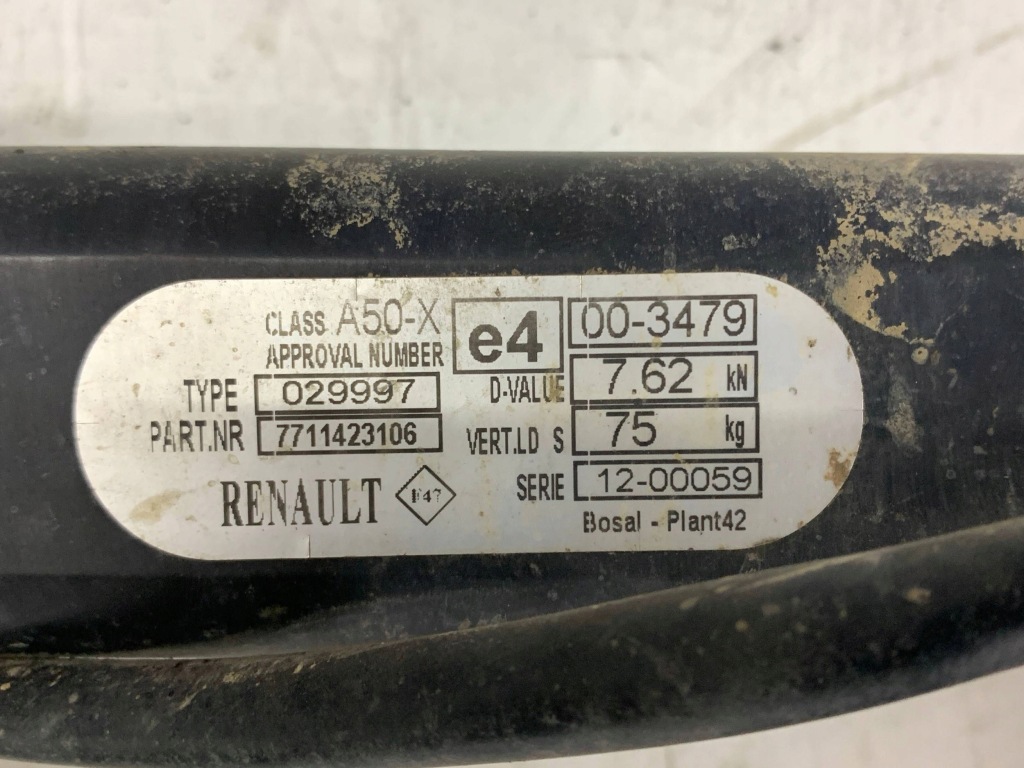 CLASS A50-X
APPROVAL NUMBER e4 00-3479
TYPE 029997 D-VALUE 7.62 kN
PART.NR 7711423106 VERT.LD S 75 kg
RENAULT F47 SERIE 12-00059
Bosal - Plant42